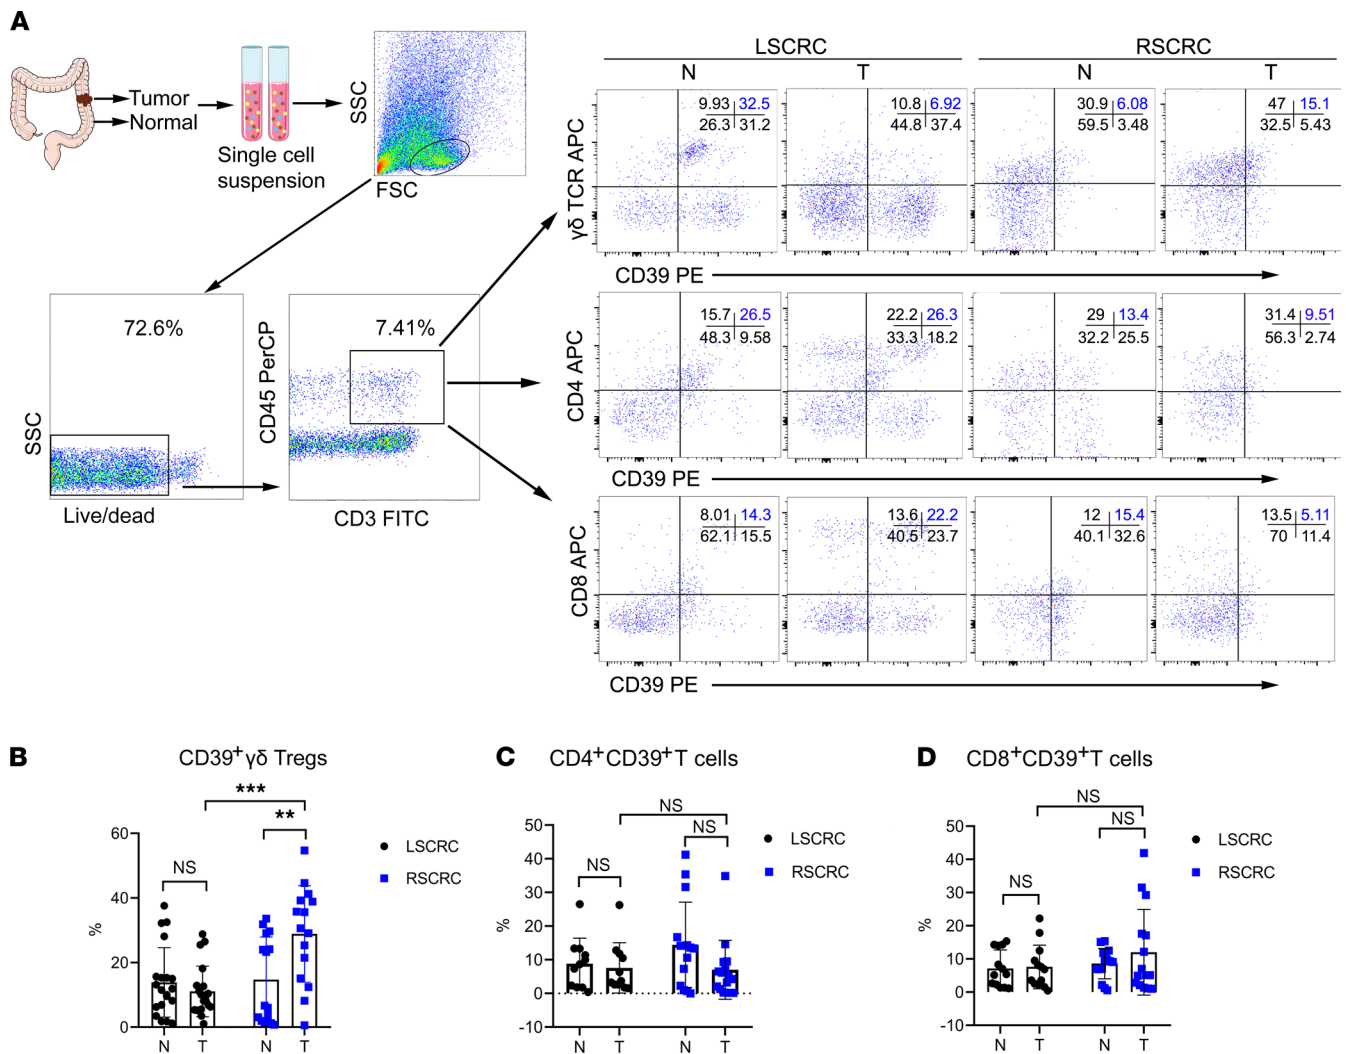 A
Tumor
Normal
Single cell
suspension
SSC
FSC
72.6%
SSC
Live/dead
7.41%
CD45 PerCP
CD3 FITC
LSCRC RSCRC
N T N T
γδ TCR APC
9.93 32.5
26.3 31.2
10.8 6.92
44.8 37.4
30.9 6.08
59.5 3.48
47 15.1
32.5 5.43
CD39 PE
CD4 APC
15.7 26.5
48.3 9.58
22.2 26.3
33.3 18.2
29 13.4
32.2 25.5
31.4 9.51
56.3 2.74
CD39 PE
CD8 APC
8.01 14.3
62.1 15.5
13.6 22.2
40.5 23.7
12 15.4
40.1 32.6
13.5 5.11
70 11.4
CD39 PE
B
CD39+γδ Tregs
***
**
NS
60
40
20
0
%
N T N T
LSCRC
RSCRC
C
CD4+CD39+T cells
NS
NS
NS
50
40
30
20
10
0
-10
%
N T N T
LSCRC
RSCRC
D
CD8+CD39+T cells
NS
NS
NS
50
40
30
20
10
0
-10
%
N T N T
LSCRC
RSCRC